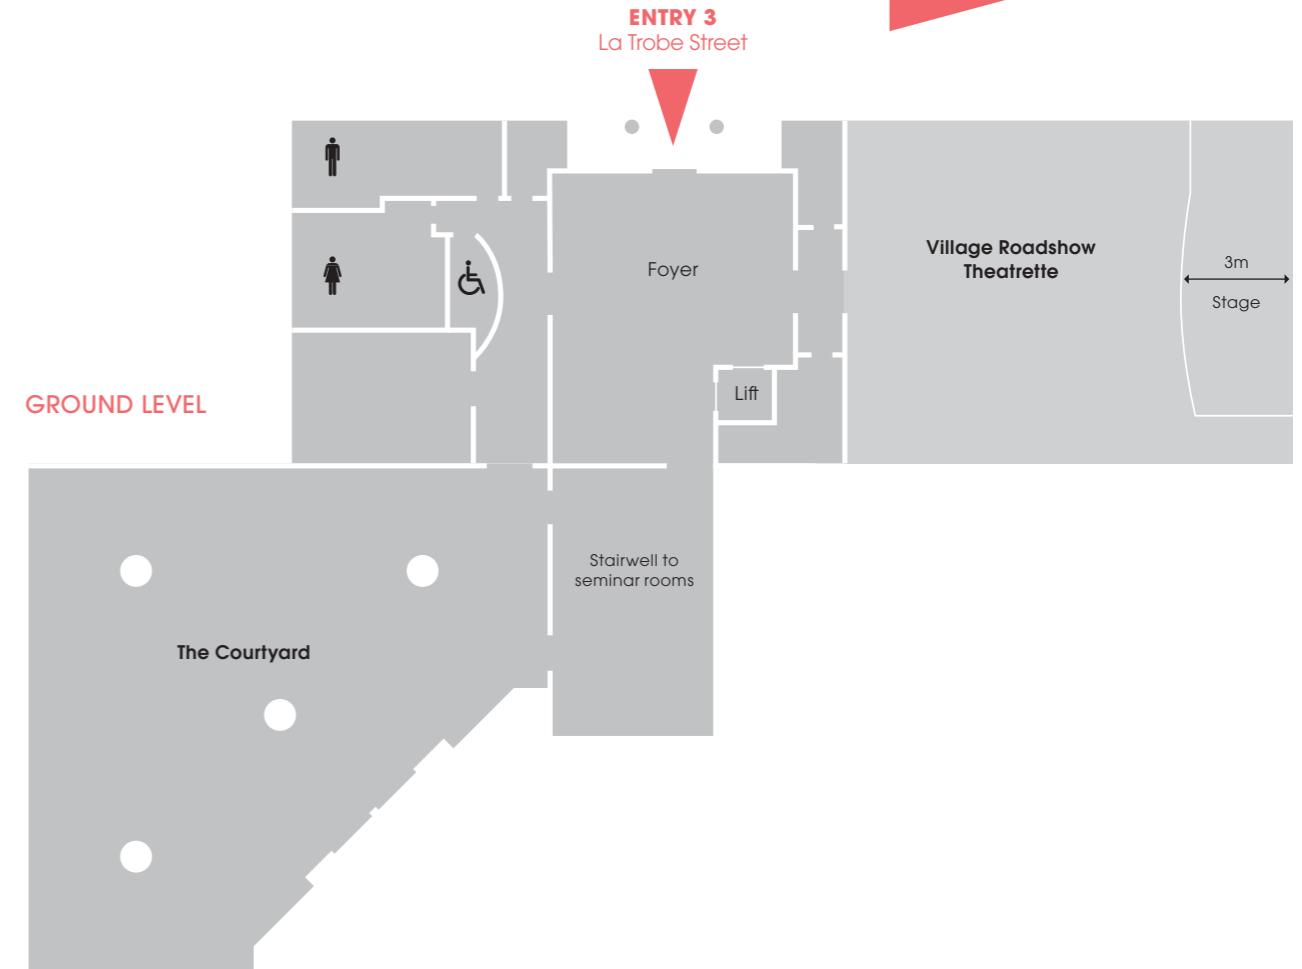 ENTRY 3
La Trobe Street
Foyer
Village Roadshow
Theatrette
3m
Stage
Lift
GROUND LEVEL
Stairwell to
seminar rooms
The Courtyard